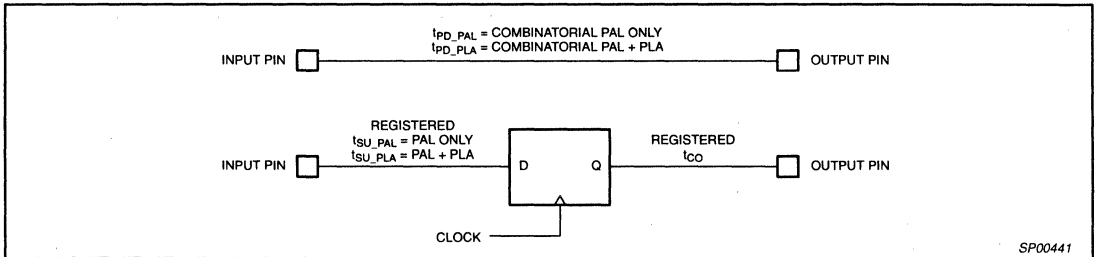 tPD_PAL = COMBINATORIAL PAL ONLY
tPD_PLA = COMBINATORIAL PAL + PLA
INPUT PIN
OUTPUT PIN
REGISTERED
tSU_PAL = PAL ONLY
tSU_PLA = PAL + PLA
REGISTERED
tCO
INPUT PIN
D
Q
OUTPUT PIN
CLOCK
SP00441